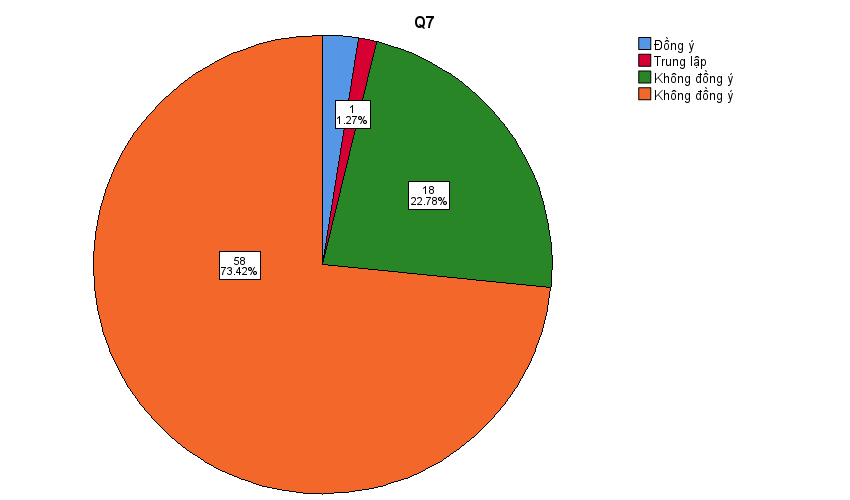 Q7
Đồng ý
Trung lập
Không đồng ý
Không đồng ý
1
1.27%
18
22.78%
58
73.42%